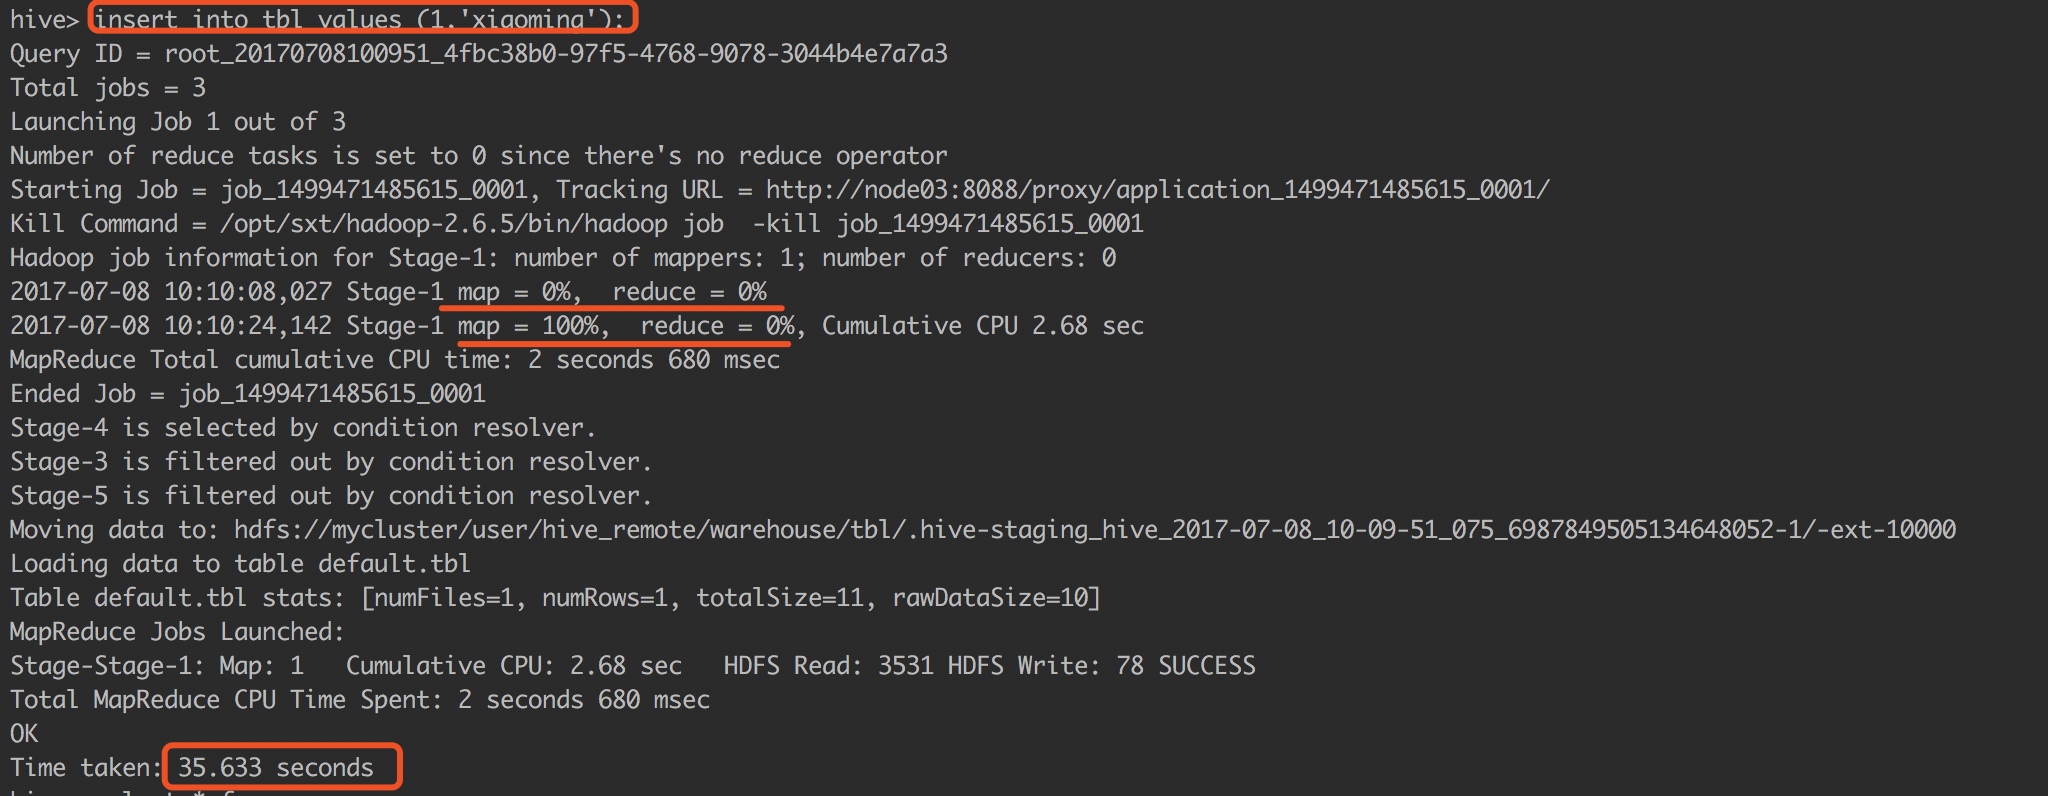 hive> insert into tbl values (1,'xiaoming');
Query ID = root_20170708100951_4fbc38b0-97f5-4768-9078-3044b4e7a7a3
Total jobs = 3
Launching Job 1 out of 3
Number of reduce tasks is set to 0 since there's no reduce operator
Starting Job = job_1499471485615_0001, Tracking URL = http://node03:8088/proxy/application_1499471485615_0001/
Kill Command = /opt/sxt/hadoop-2.6.5/bin/hadoop job  -kill job_1499471485615_0001
Hadoop job information for Stage-1: number of mappers: 1; number of reducers: 0
2017-07-08 10:10:08,027 Stage-1 map = 0%,  reduce = 0%
2017-07-08 10:10:24,142 Stage-1 map = 100%,  reduce = 0%, Cumulative CPU 2.68 sec
MapReduce Total cumulative CPU time: 2 seconds 680 msec
Ended Job = job_1499471485615_0001
Stage-4 is selected by condition resolver.
Stage-3 is filtered out by condition resolver.
Stage-5 is filtered out by condition resolver.
Moving data to: hdfs://mycluster/user/hive_remote/warehouse/tbl/.hive-staging_hive_2017-07-08_10-09-51_075_6987849505134648052-1/-ext-10000
Loading data to table default.tbl
Table default.tbl stats: [numFiles=1, numRows=1, totalSize=11, rawDataSize=10]
MapReduce Jobs Launched:
Stage-Stage-1: Map: 1   Cumulative CPU: 2.68 sec   HDFS Read: 3531 HDFS Write: 78 SUCCESS
Total MapReduce CPU Time Spent: 2 seconds 680 msec
OK
Time taken: 35.633 seconds